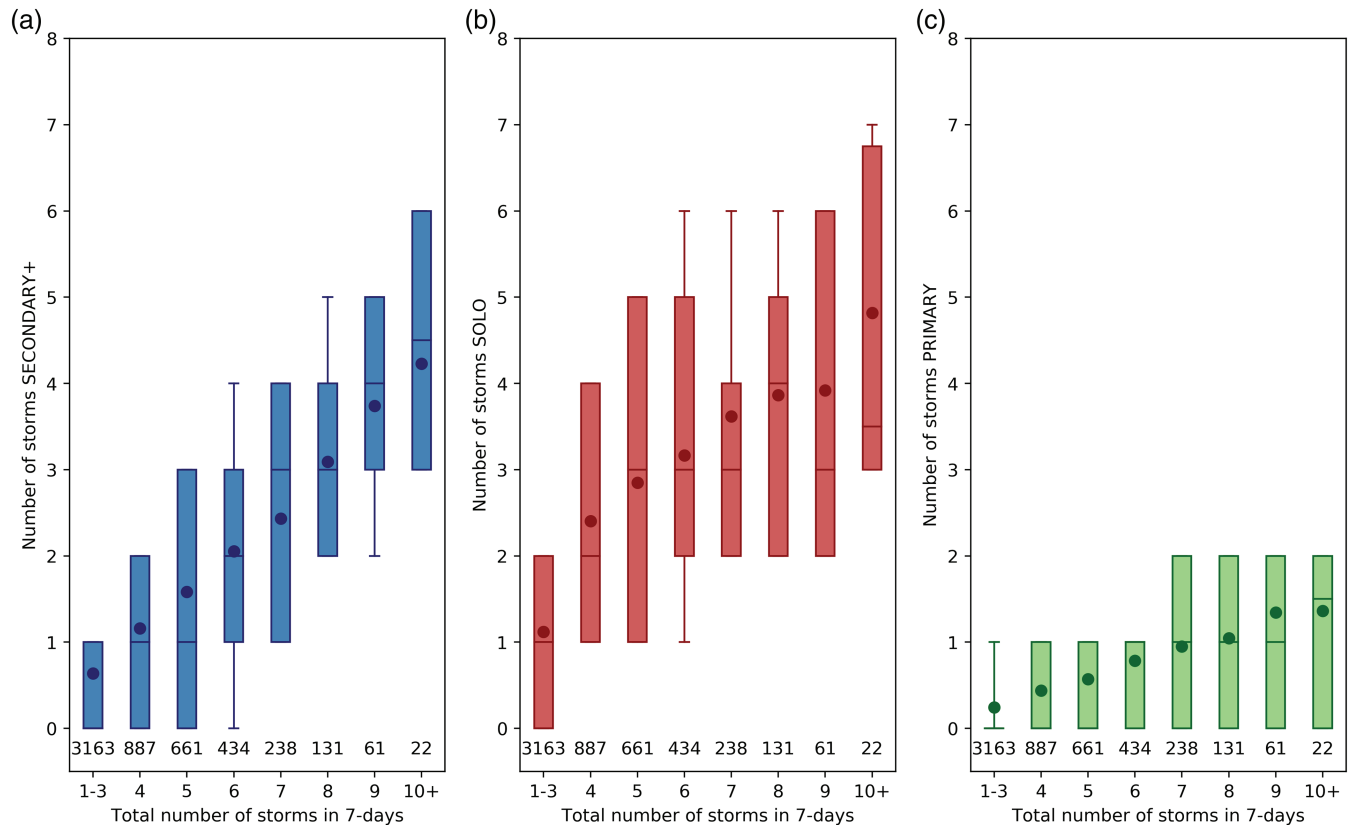 (a)
8
7
6
5
4
3
2
1
0
Number of storms SECONDARY+
3163 887 661 434 238 131 61 22
1-3 4 5 6 7 8 9 10+
Total number of storms in 7-days
(b)
8
7
6
5
4
3
2
1
0
Number of storms SOLO
3163 887 661 434 238 131 61 22
1-3 4 5 6 7 8 9 10+
Total number of storms in 7-days
(c)
8
7
6
5
4
3
2
1
0
Number of storms PRIMARY
3163 887 661 434 238 131 61 22
1-3 4 5 6 7 8 9 10+
Total number of storms in 7-days